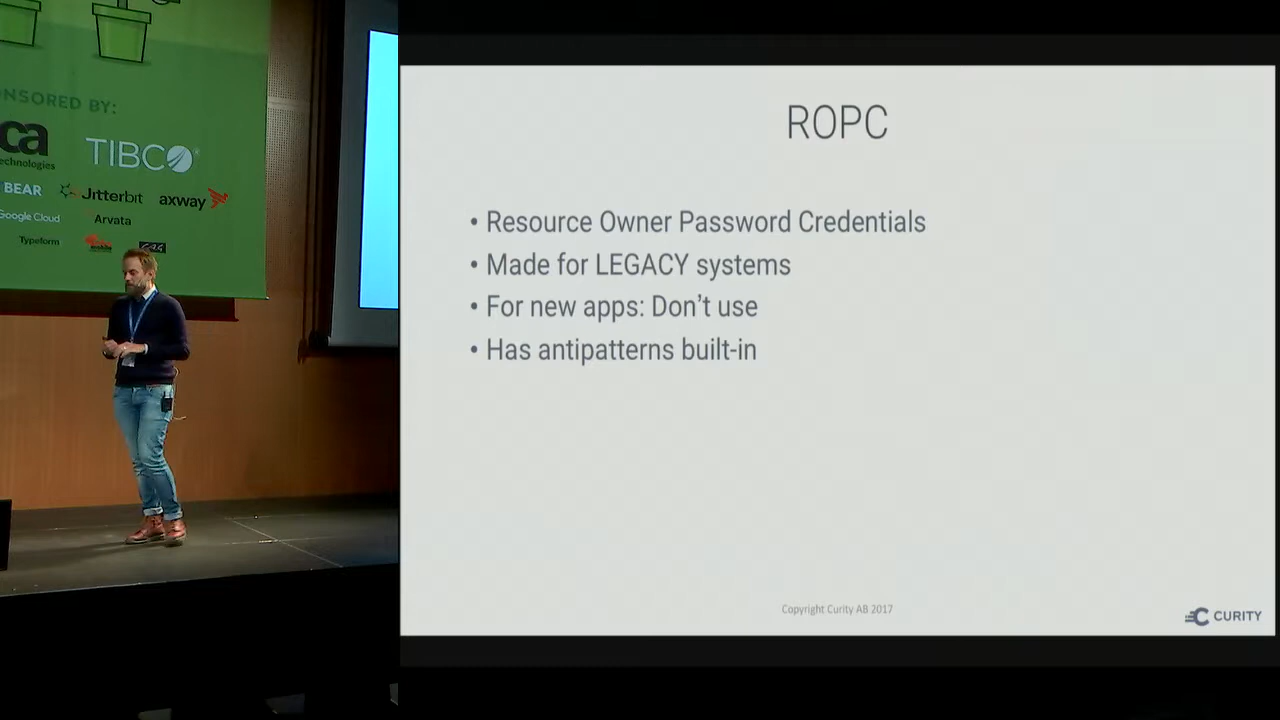 NSORED BY:
ca
technologies
TIBCO
BEAR
Jitterbit
axway
Google Cloud
Arvata
Typeform
ROPC
• Resource Owner Password Credentials
• Made for LEGACY systems
• For new apps: Don't use
• Has antipatterns built-in
Copyright Curity AB 2017
CURITY